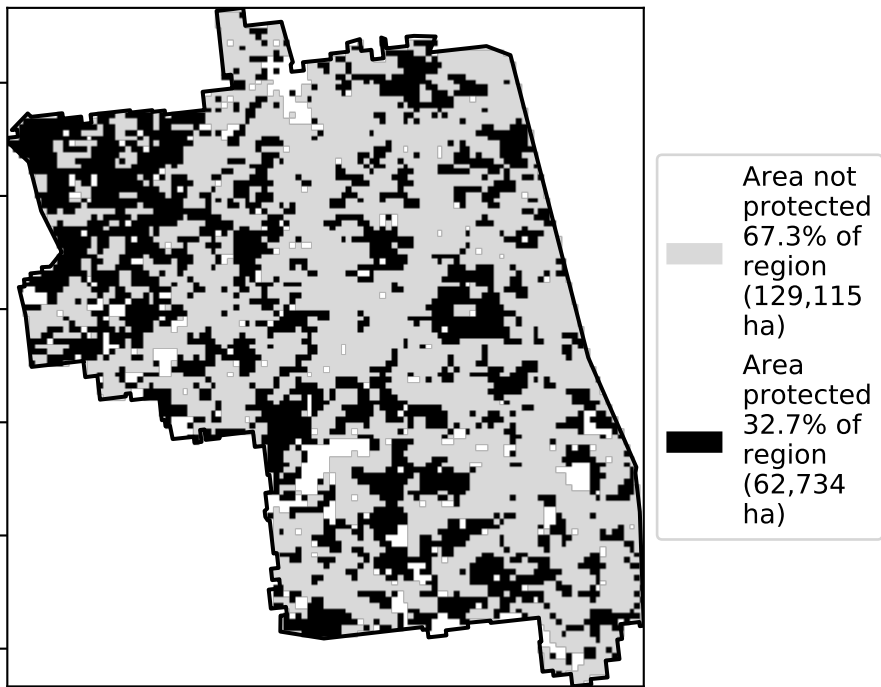 Area not
protected
67.3% of
region
(129,115
ha)
Area
protected
32.7% of
region
(62,734
ha)